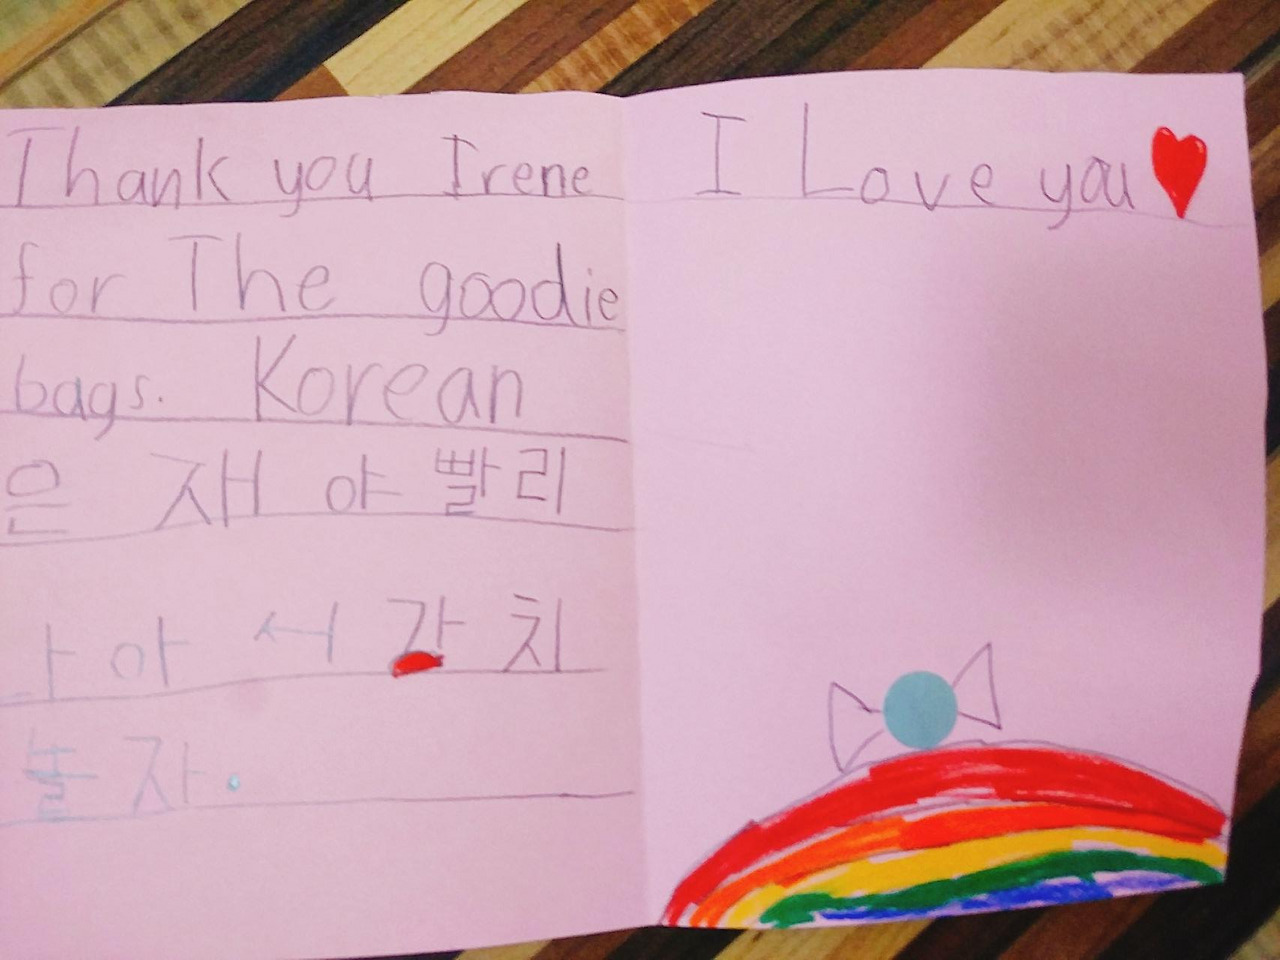 Thank you Irene
for The goodie
bags. Korean
은 재 야 빨리
나 아 서 같 치
놀 자.
I Love you